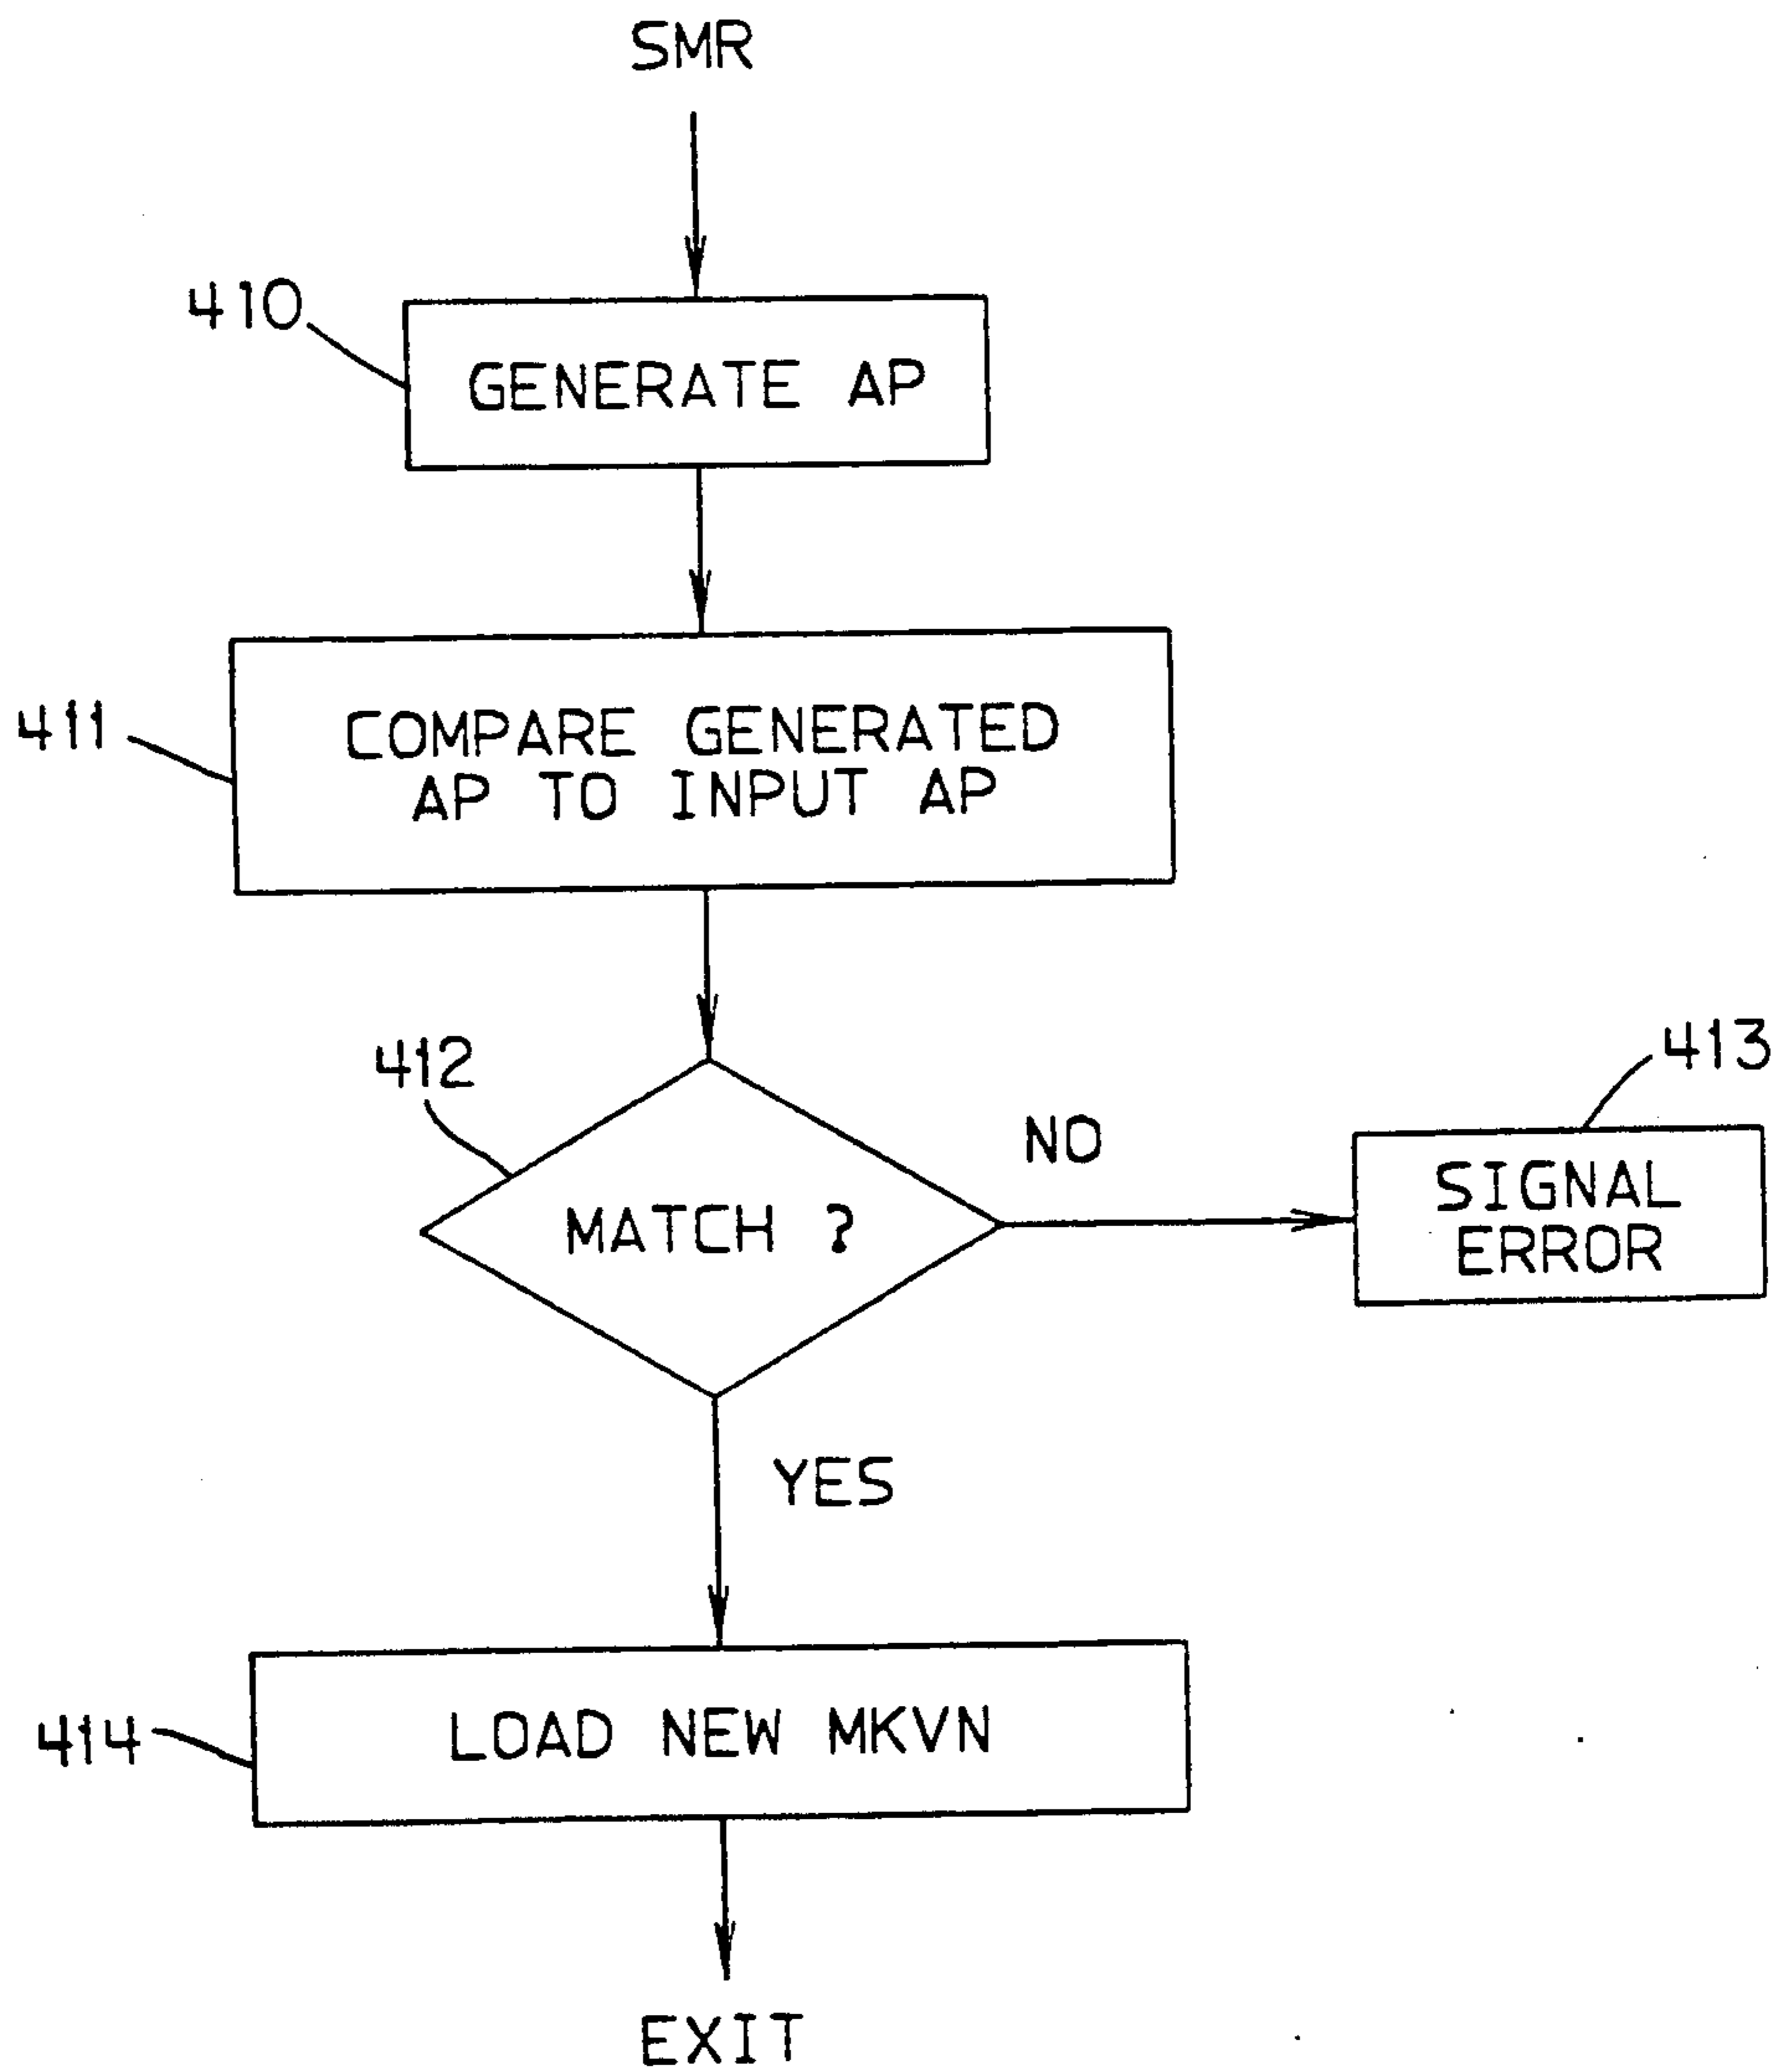 SMR
410
GENERATE AP
411
COMPARE GENERATED
AP TO INPUT AP
412
MATCH ?
NO
413
SIGNAL
ERROR
YES
414
LOAD NEW MKVN
EXIT